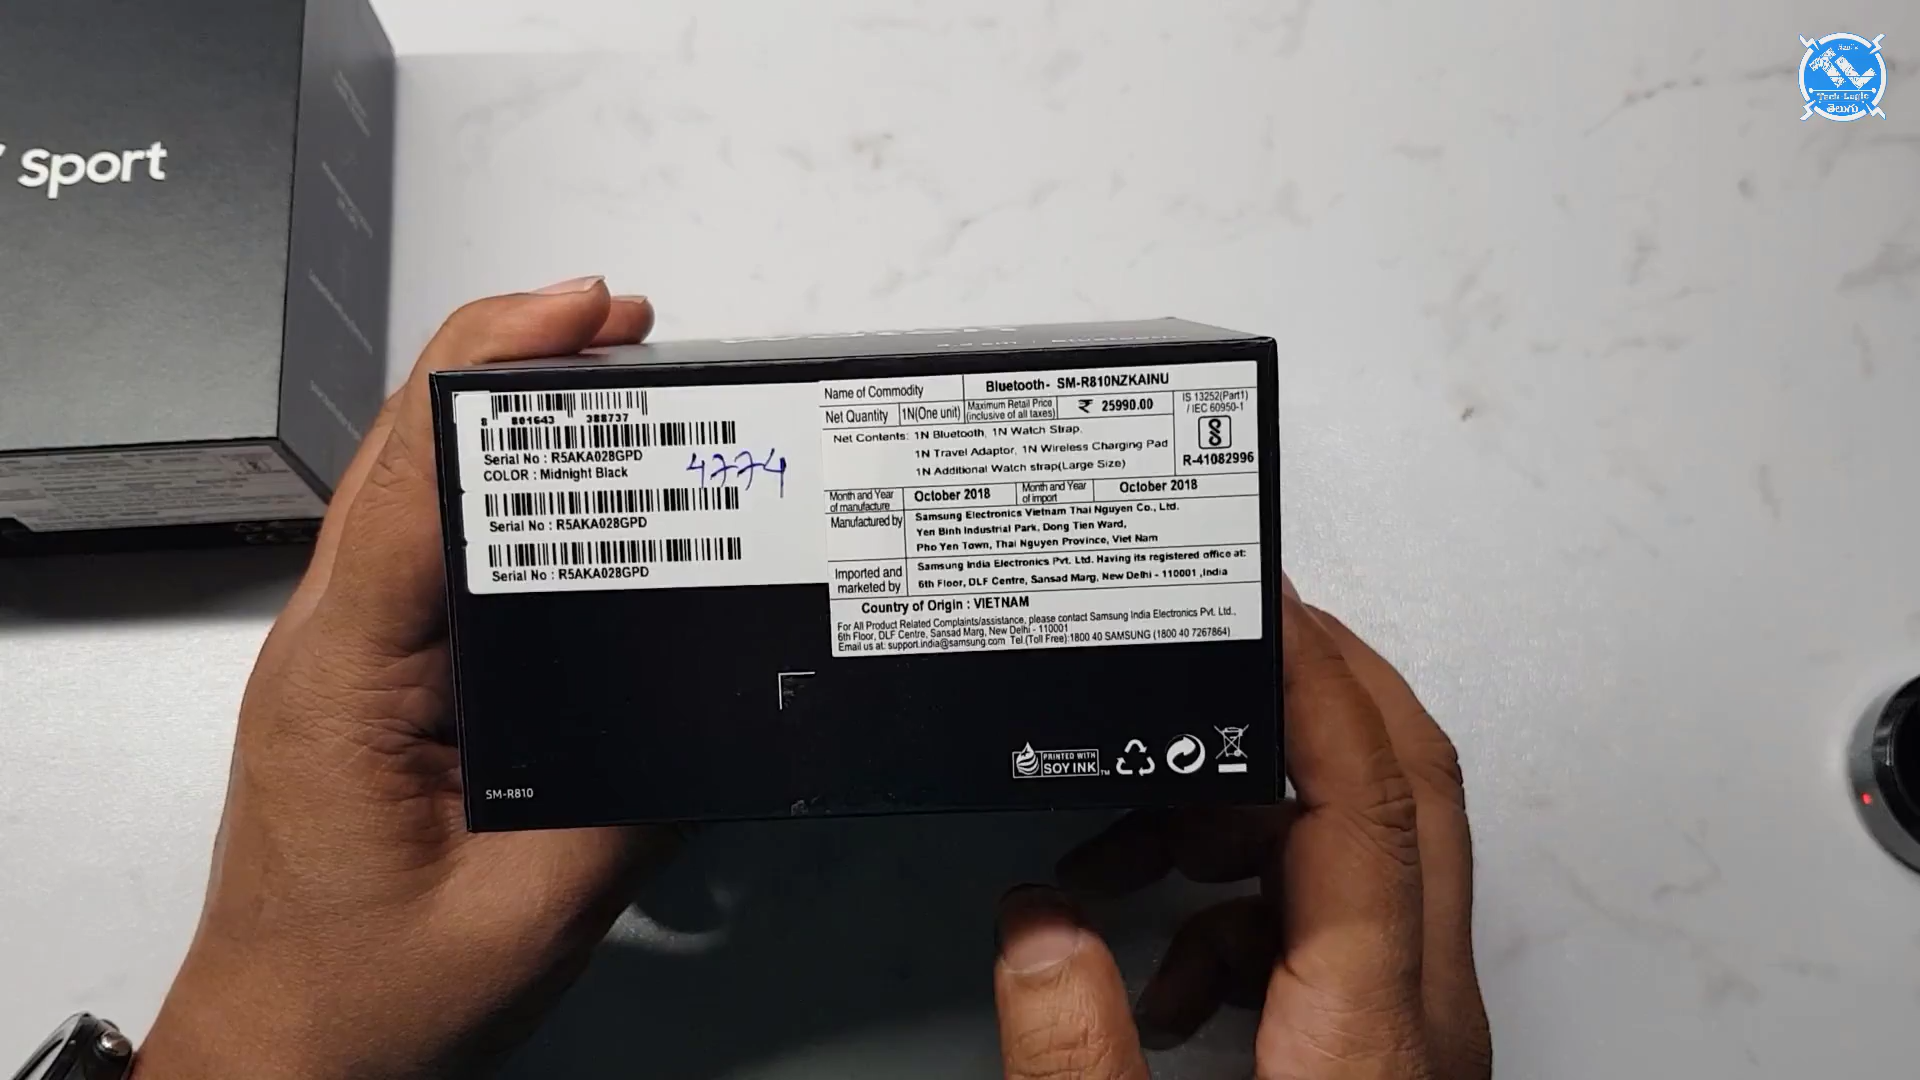 Sport
Tech Logic
తెలుగు
8 801643 388737
Serial No : R5AKA028GPD
COLOR : Midnight Black
4774
Serial No : R5AKA028GPD
Serial No : R5AKA028GPD
Name of Commodity
Bluetooth- SM-R810NZKAINU
Net Quantity
1N(One unit)
Maximum Retail Price
(inclusive of all taxes)
₹ 25990.00
IS 13252(Part1)
/ IEC 60950-1
R-41082996
Net Contents: 1N Bluetooth, 1N Watch Strap.
1N Travel Adaptor, 1N Wireless Charging Pad
1N Additional Watch strap(Large Size)
Month and Year
of manufacture
October 2018
Month and Year
of import
October 2018
Manufactured by
Samsung Electronics Vietnam Thai Nguyen Co., Ltd.
Yen Binh Industrial Park, Dong Tien Ward,
Pho Yen Town, Thai Nguyen Province, Viet Nam
Imported and
marketed by
Samsung India Electronics Pvt. Ltd. Having its registered office at:
6th Floor, DLF Centre, Sansad Marg, New Delhi - 110001 ,India
Country of Origin : VIETNAM
For All Product Related Complaints/assistance, please contact Samsung India Electronics Pvt. Ltd.,
6th Floor, DLF Centre, Sansad Marg, New Delhi - 110001
Email us at: support.india@samsung.com Tel.(Toll Free):1800 40 SAMSUNG (1800 40 7267864)
PRINTED WITH
SOY INK™
SM-R810